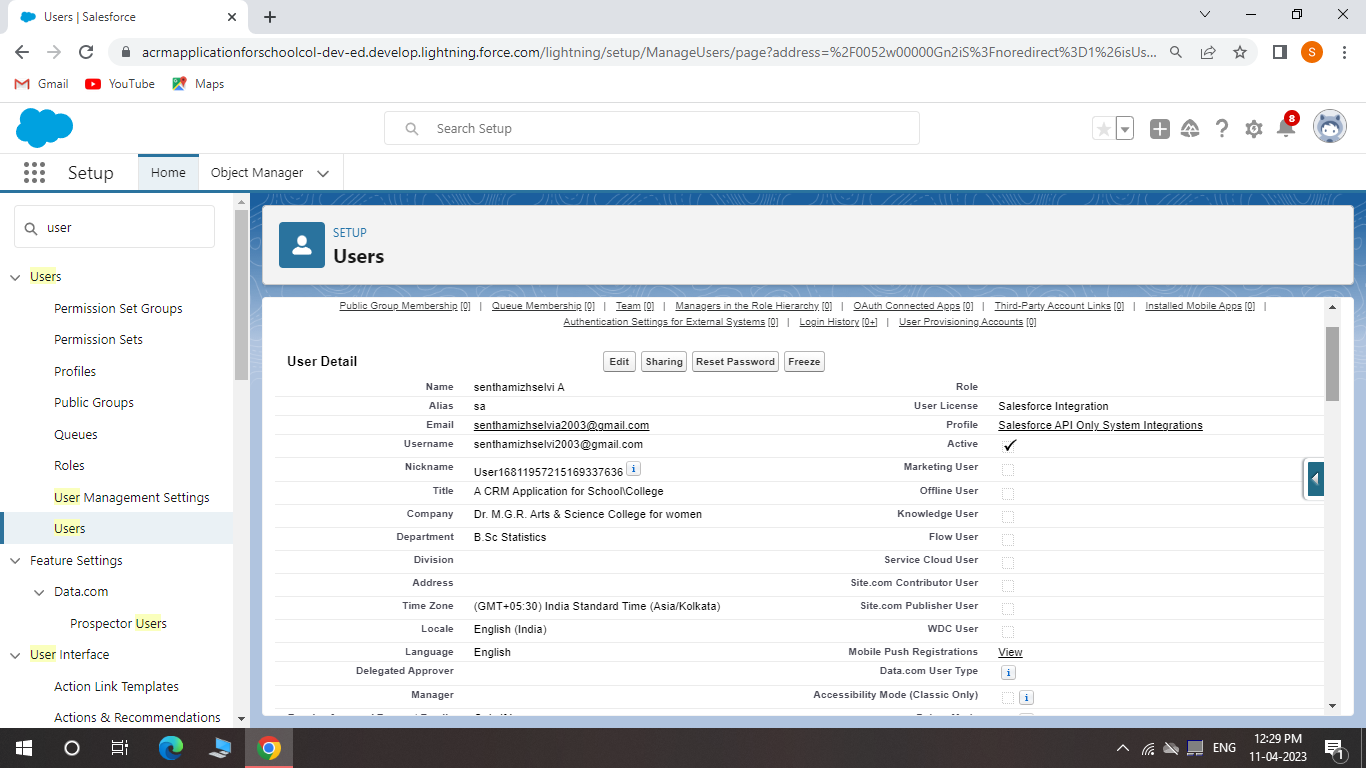 Users | Salesforce
acrmapplicationforschoolcol-dev-ed.develop.lightning.force.com/lightning/setup/ManageUsers/page?address=%2F0052w00000Gn2iS%3Fnoredirect%3D1%26isUs...
S
Gmail YouTube Maps
Search Setup
8
Setup Home Object Manager
user
Users
Permission Set Groups
Permission Sets
Profiles
Public Groups
Queues
Roles
User Management Settings
Users
Feature Settings
Data.com
Prospector Users
User Interface
Action Link Templates
Actions & Recommendations
SETUP
Users
Public Group Membership [0] | Queue Membership [0] | Team [0] | Managers in the Role Hierarchy [0] | OAuth Connected Apps [0] | Third-Party Account Links [0] | Installed Mobile Apps [0] |
Authentication Settings for External Systems [0] | Login History [0+] | User Provisioning Accounts [0]
User Detail Edit Sharing Reset Password Freeze
Name senthamizhselvi A Role
Alias sa User License Salesforce Integration
Email senthamizhselvia2003@gmail.com Profile Salesforce API Only System Integrations
Username senthamizhselvi2003@gmail.com Active
Nickname User16811957215169337636 i Marketing User
Title A CRM Application for School\College Offline User
Company Dr. M.G.R. Arts & Science College for women Knowledge User
Department B.Sc Statistics Flow User
Division Service Cloud User
Address Site.com Contributor User
Time Zone (GMT+05:30) India Standard Time (Asia/Kolkata) Site.com Publisher User
Locale English (India) WDC User
Language English Mobile Push Registrations View
Delegated Approver Data.com User Type i
Manager Accessibility Mode (Classic Only) i
ENG
12:29 PM
11-04-2023
1